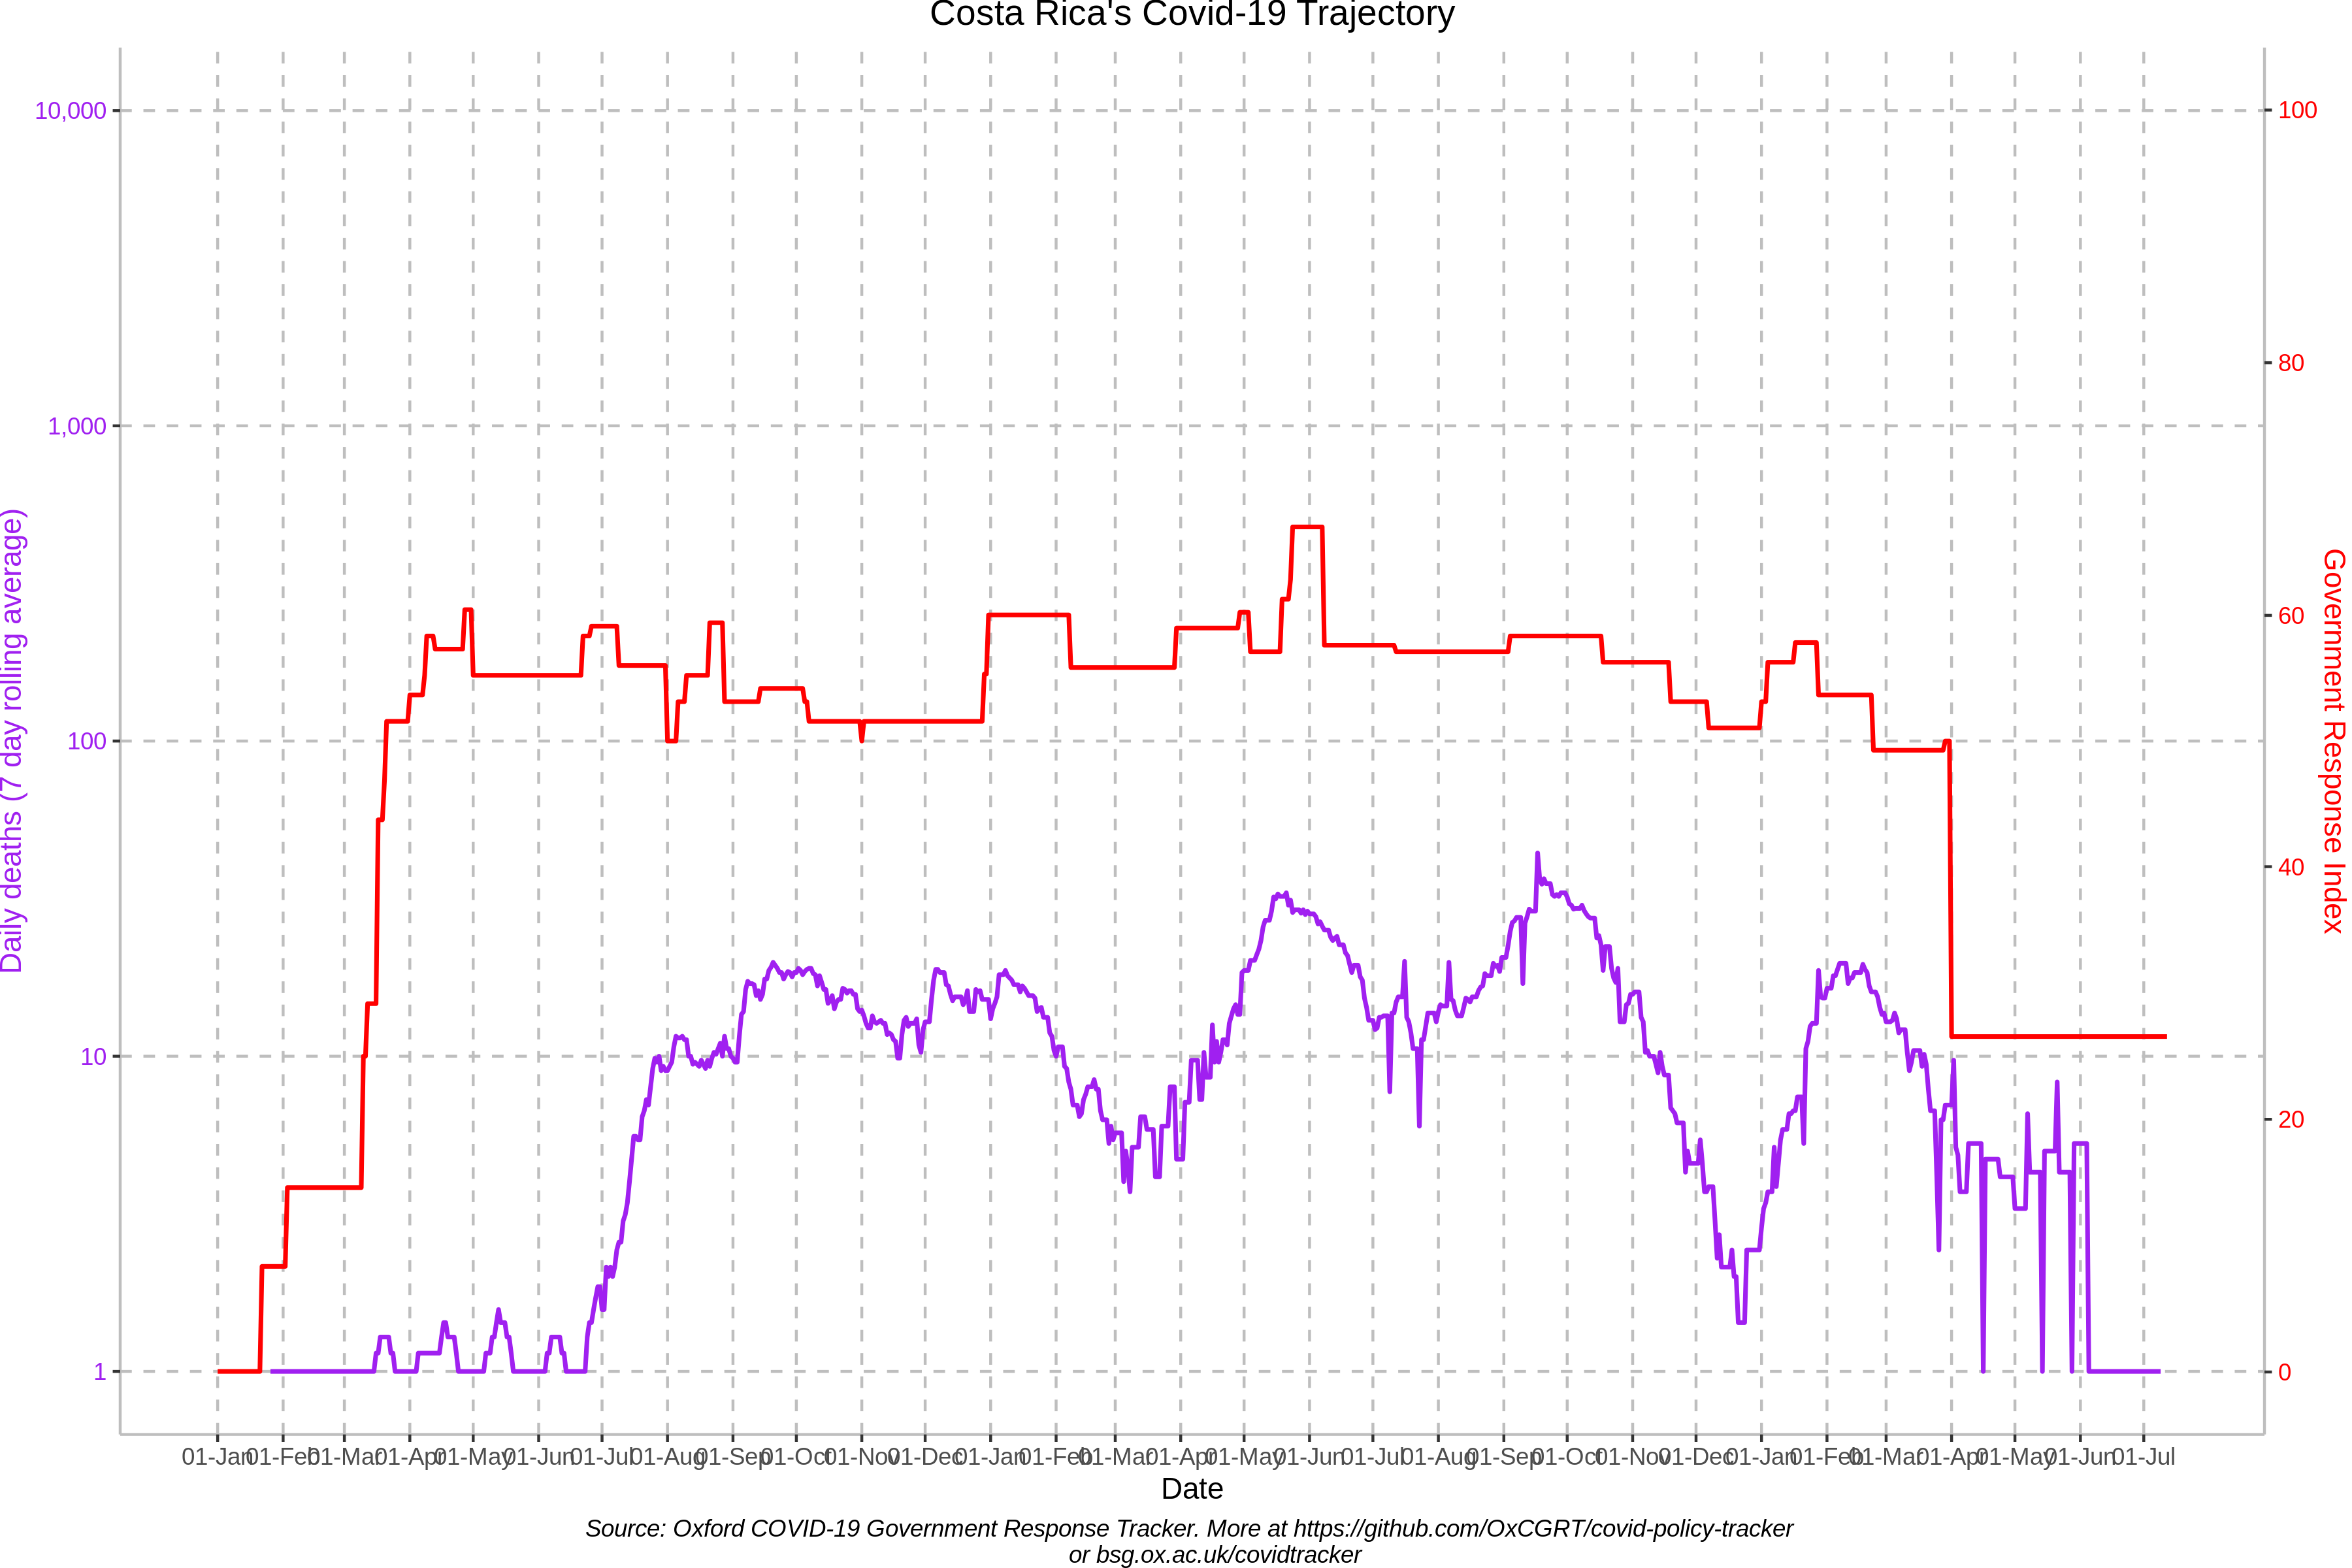 Costa Rica's Covid-19 Trajectory
10,000
1,000
100
10
1
Daily deaths (7 day rolling average)
100
80
60
40
20
0
Government Response Index
01-Jan 01-Feb 01-Mar 01-Apr 01-May 01-Jun 01-Jul 01-Aug 01-Sep 01-Oct 01-Nov 01-Dec 01-Jan 01-Feb 01-Mar 01-Apr 01-May 01-Jun 01-Jul 01-Aug 01-Sep 01-Oct 01-Nov 01-Dec 01-Jan 01-Feb 01-Mar 01-Apr 01-May 01-Jun 01-Jul
Date
Source: Oxford COVID-19 Government Response Tracker. More at https://github.com/OxCGRT/covid-policy-tracker
or bsg.ox.ac.uk/covidtracker